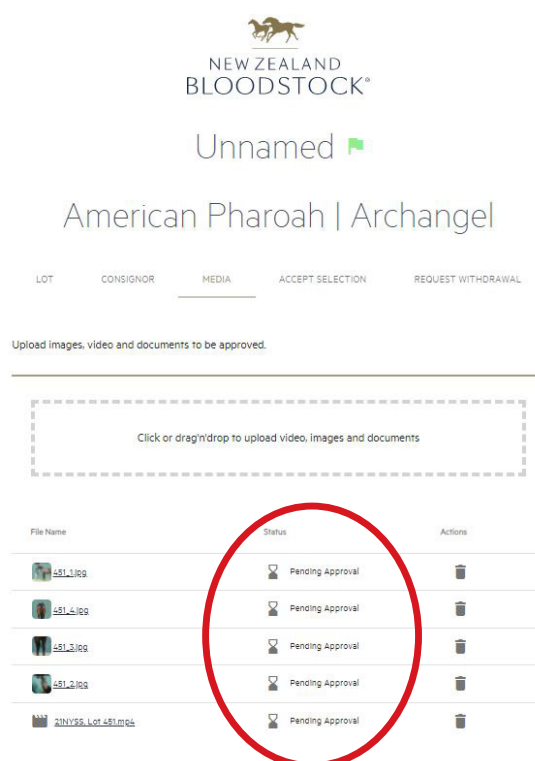 NEW ZEALAND
BLOODSTOCK®
Unnamed
American Pharoah | Archangel
LOT CONSIGNOR MEDIA ACCEPT SELECTION REQUEST WITHDRAWAL
Upload images, video and documents to be approved.
Click or drag'n'drop to upload video, images and documents
File Name Status Actions
451_1.jpg Pending Approval
451_4.jpg Pending Approval
451_3.jpg Pending Approval
451_2.jpg Pending Approval
21NYSS, Lot 451.mp4 Pending Approval